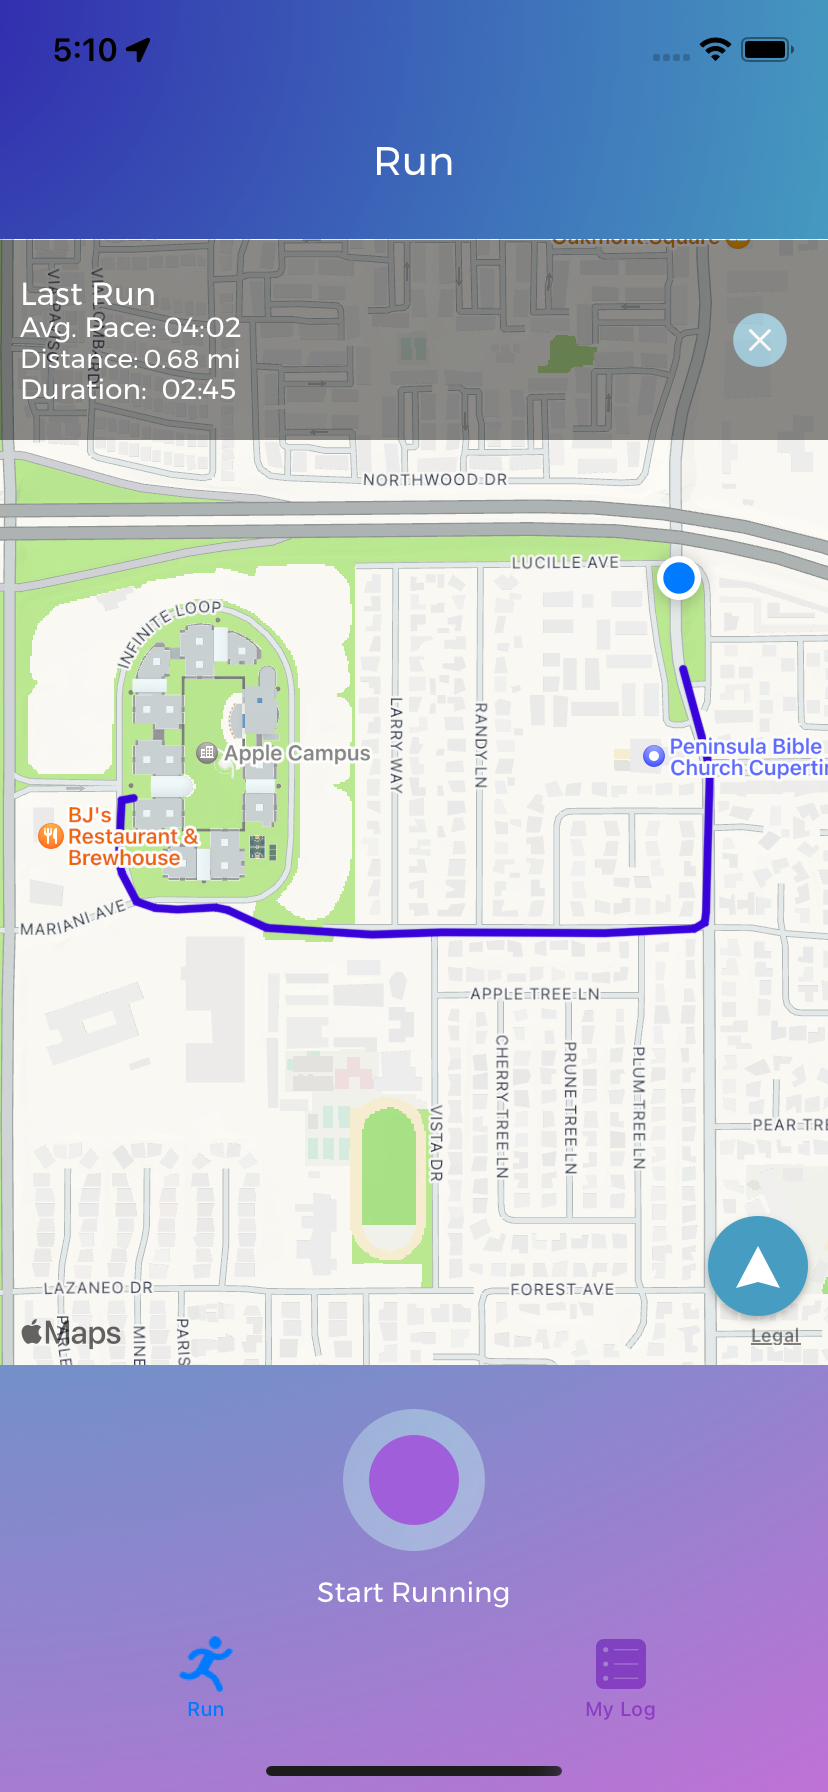 5:10
Run
Oakmont Square
Last Run
Avg. Pace: 04:02
Distance: 0.68 mi
Duration: 02:45
NORTHWOOD DR
LUCILLE AVE
INFINITE LOOP
LARRY WAY
RANDY LN
Apple Campus
Peninsula Bible
Church Cuperti
BJ's
Restaurant &
Brewhouse
MARIANI AVE
APPLE TREE LN
CHERRY TREE LN
PRUNE TREE LN
PLUM TREE LN
VISTA DR
PEAR TRE
LAZANEO DR
FOREST AVE
Maps
PARLE
MINE
PARIS
Legal
Start Running
Run
My Log